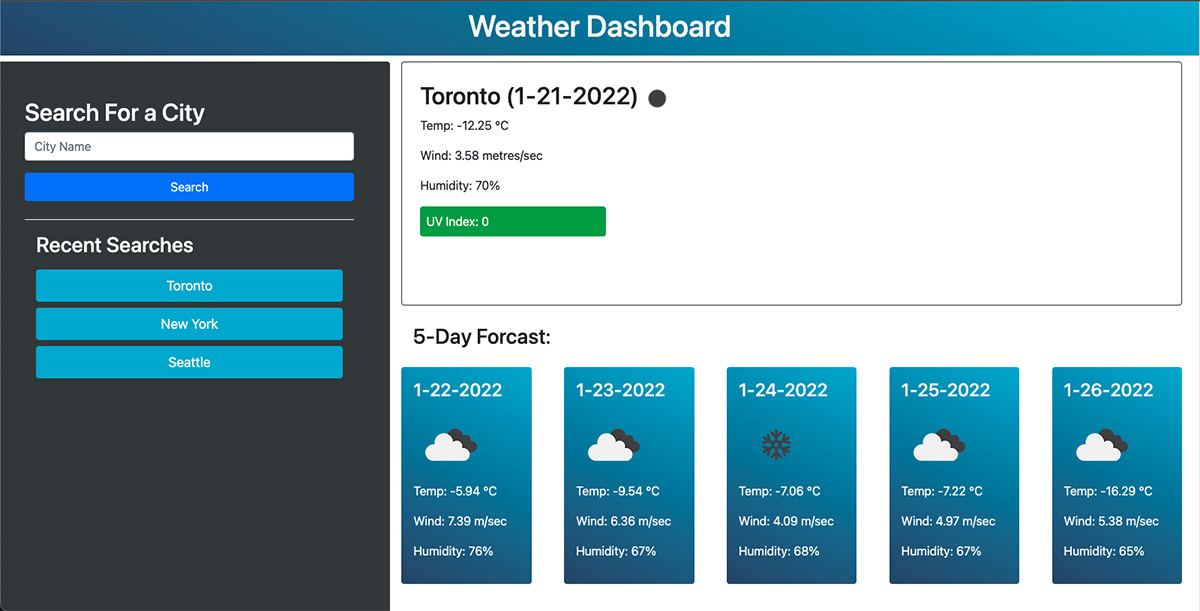 Weather Dashboard
Search For a City
City Name
Search
Recent Searches
Toronto
New York
Seattle
Toronto (1-21-2022)
Temp: -12.25 °C
Wind: 3.58 metres/sec
Humidity: 70%
UV Index: 0
5-Day Forcast:
1-22-2022
Temp: -5.94 °C
Wind: 7.39 m/sec
Humidity: 76%
1-23-2022
Temp: -9.54 °C
Wind: 6.36 m/sec
Humidity: 67%
1-24-2022
Temp: -7.06 °C
Wind: 4.09 m/sec
Humidity: 68%
1-25-2022
Temp: -7.22 °C
Wind: 4.97 m/sec
Humidity: 67%
1-26-2022
Temp: -16.29 °C
Wind: 5.38 m/sec
Humidity: 65%